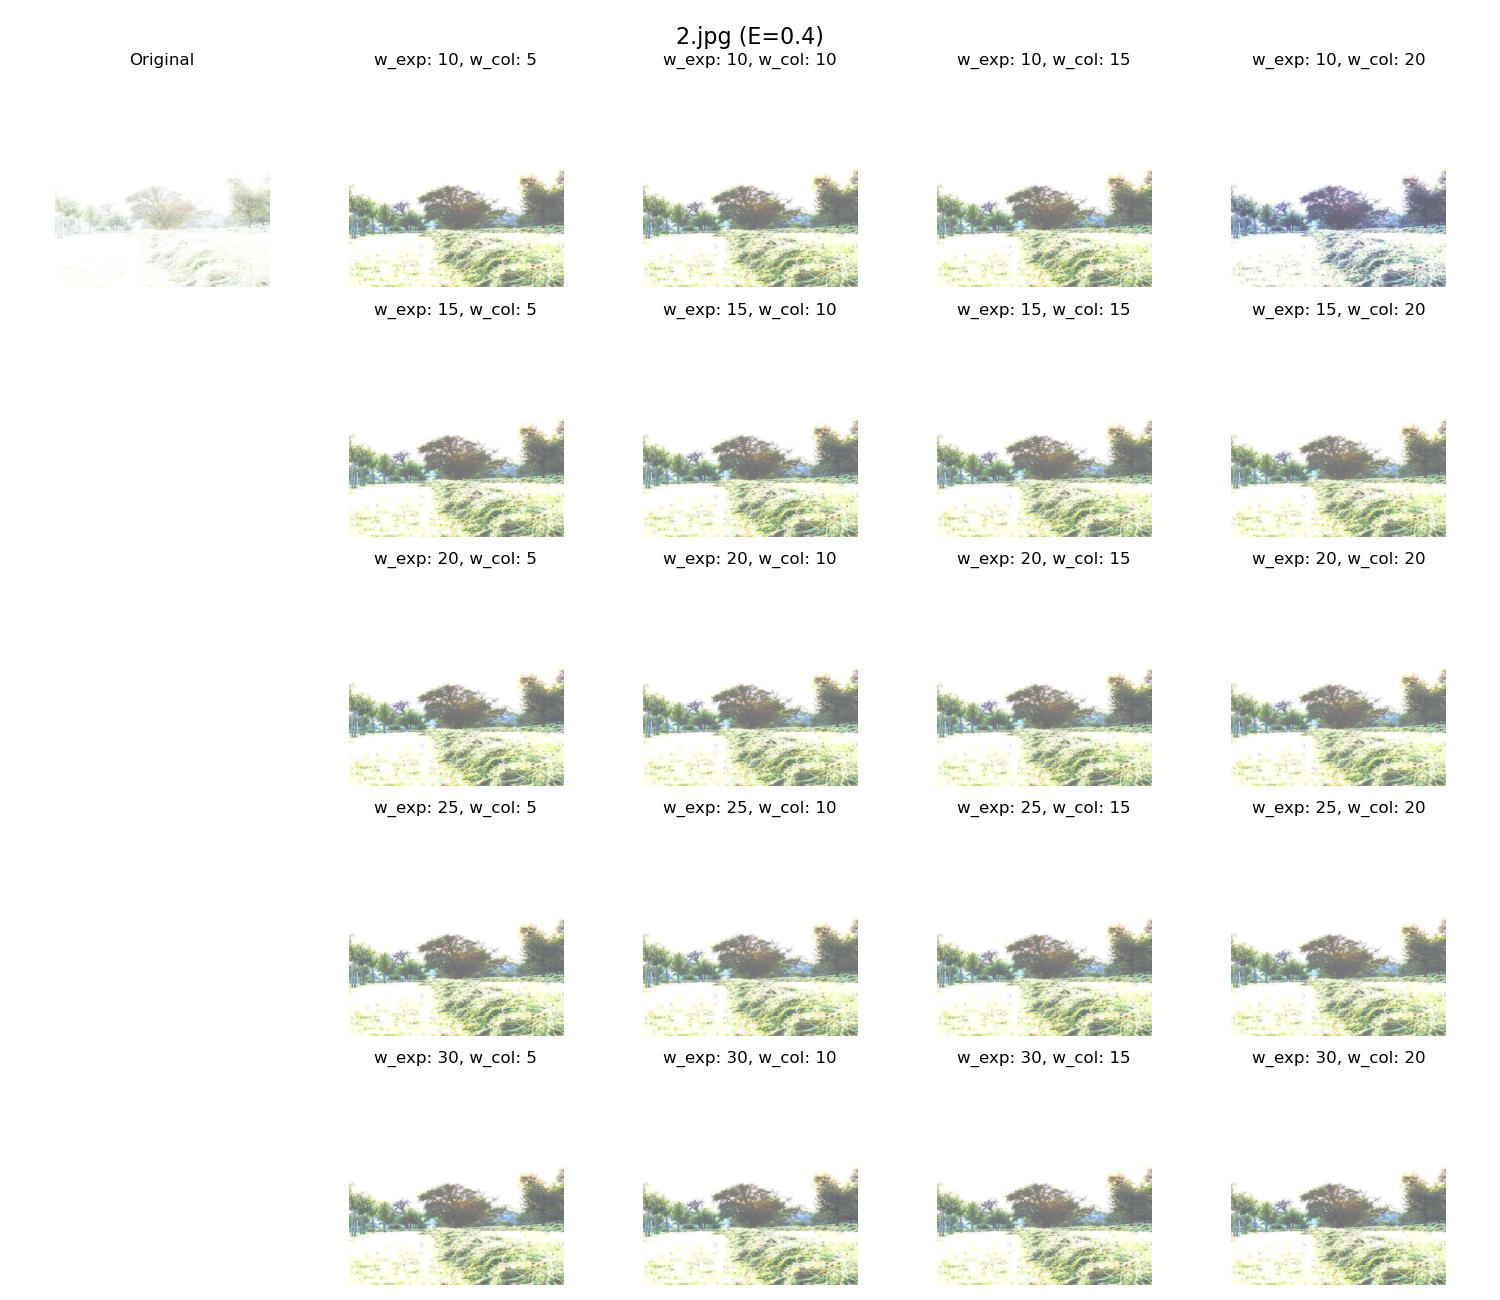 2.jpg (E=0.4)
Original
w_exp: 10, w_col: 5
w_exp: 10, w_col: 10
w_exp: 10, w_col: 15
w_exp: 10, w_col: 20
w_exp: 15, w_col: 5
w_exp: 15, w_col: 10
w_exp: 15, w_col: 15
w_exp: 15, w_col: 20
w_exp: 20, w_col: 5
w_exp: 20, w_col: 10
w_exp: 20, w_col: 15
w_exp: 20, w_col: 20
w_exp: 25, w_col: 5
w_exp: 25, w_col: 10
w_exp: 25, w_col: 15
w_exp: 25, w_col: 20
w_exp: 30, w_col: 5
w_exp: 30, w_col: 10
w_exp: 30, w_col: 15
w_exp: 30, w_col: 20